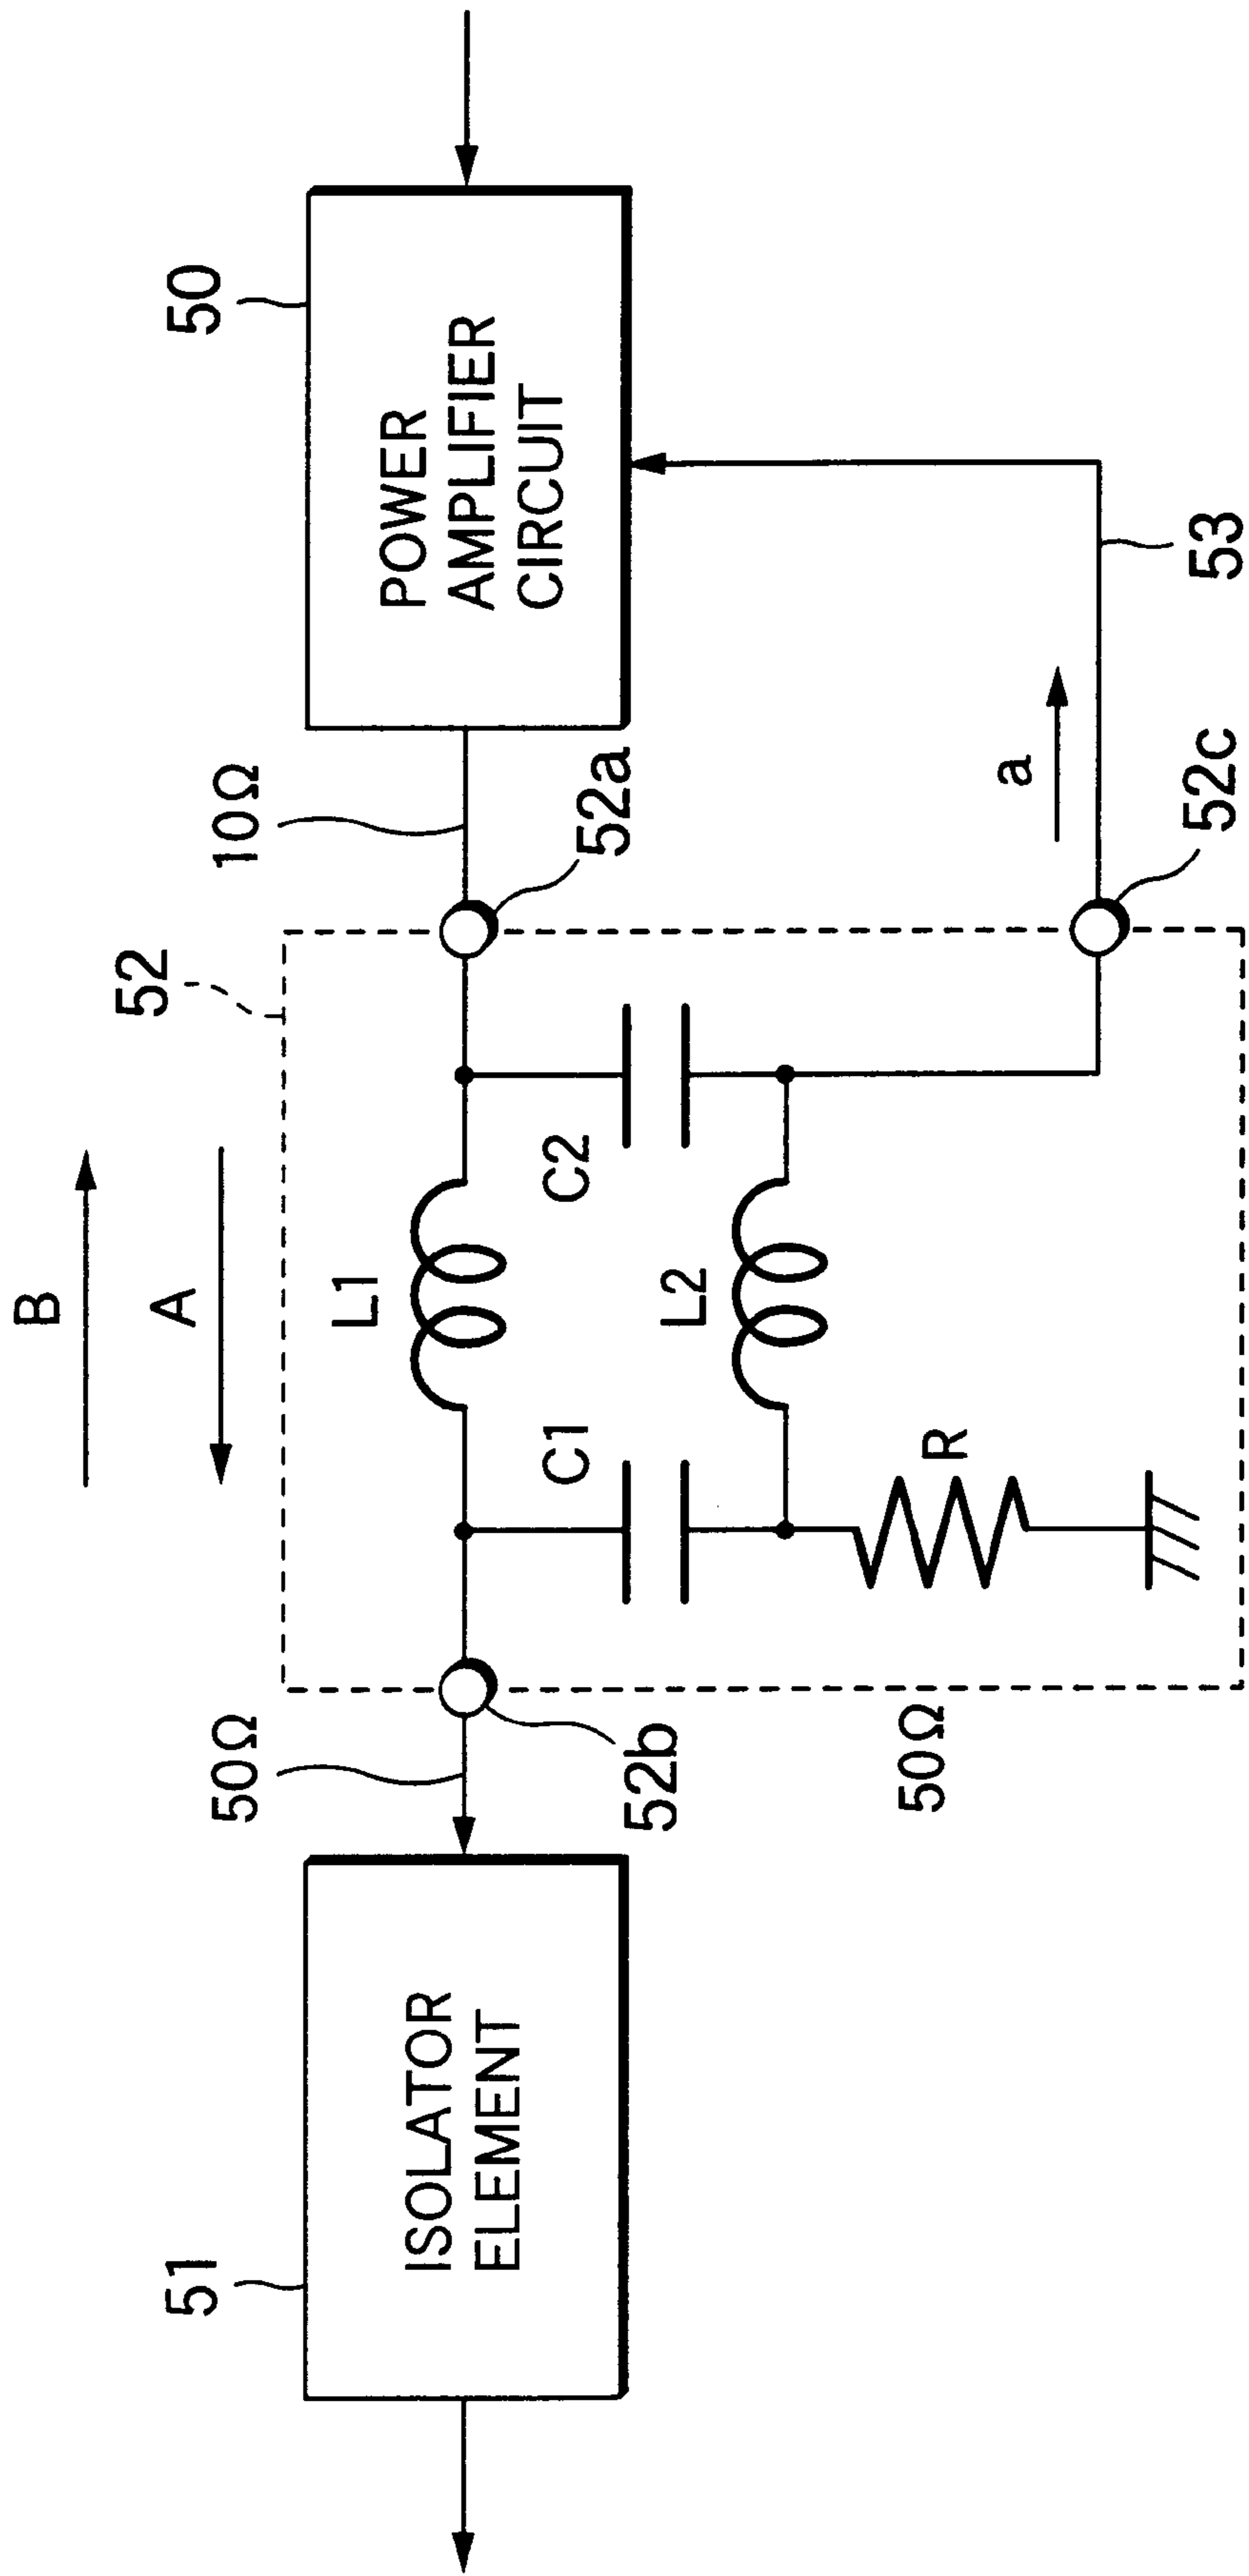 B
A
52
50
POWER
AMPLIFIER
CIRCUIT
10Ω
52a
L1
C1
C2
L2
R
a
52c
53
50Ω
52b
50Ω
51
ISOLATOR
ELEMENT